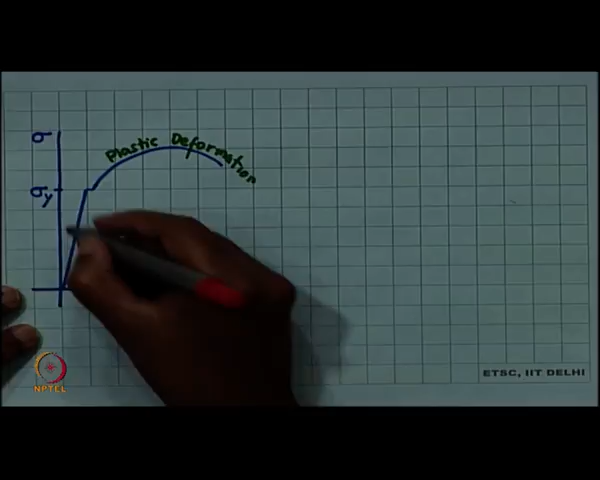 σ
Plastic Deformation
σy
NPTEL
ETSC, IIT DELHI